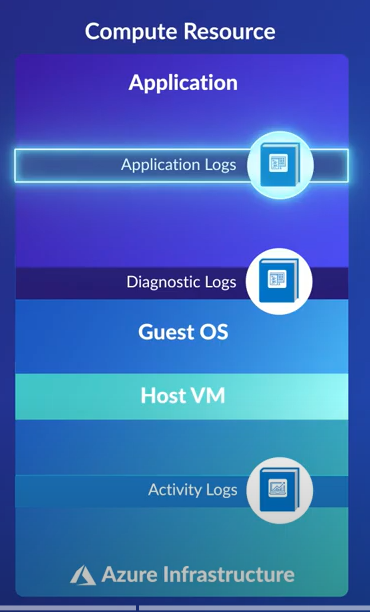 Compute Resource
Application
Application Logs
Diagnostic Logs
Guest OS
Host VM
Activity Logs
Azure Infrastructure